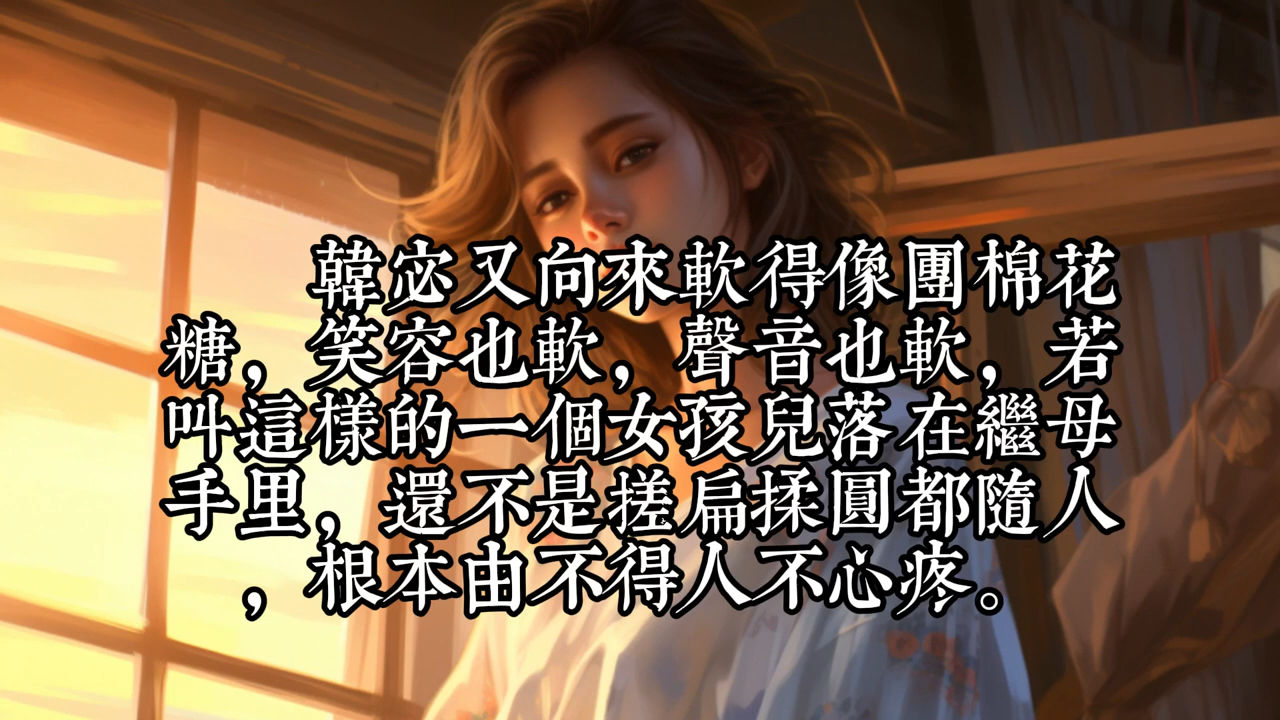 韓宓又向來軟得像團棉花
糖，笑容也軟，聲音也軟，若
叫這樣的一個女孩兒落在繼母
手里，還不是搓扁揉圓都隨人
，根本由不得人不心疼。